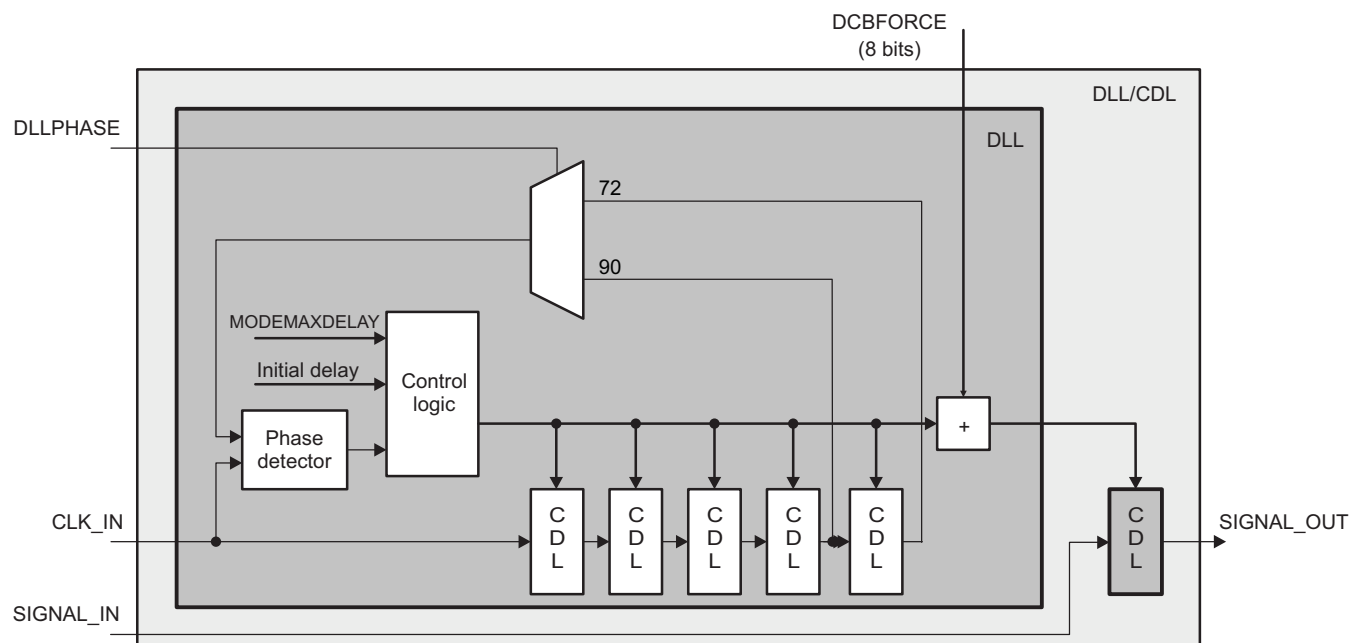 DCBFORCE
(8 bits)
DLL/CDL
DLLPHASE
DLL
72
90
MODEMAXDELAY
Initial delay
Control
logic
Phase
detector
+
CLK_IN
C
D
L
C
D
L
C
D
L
C
D
L
C
D
L
C
D
L
SIGNAL_OUT
SIGNAL_IN